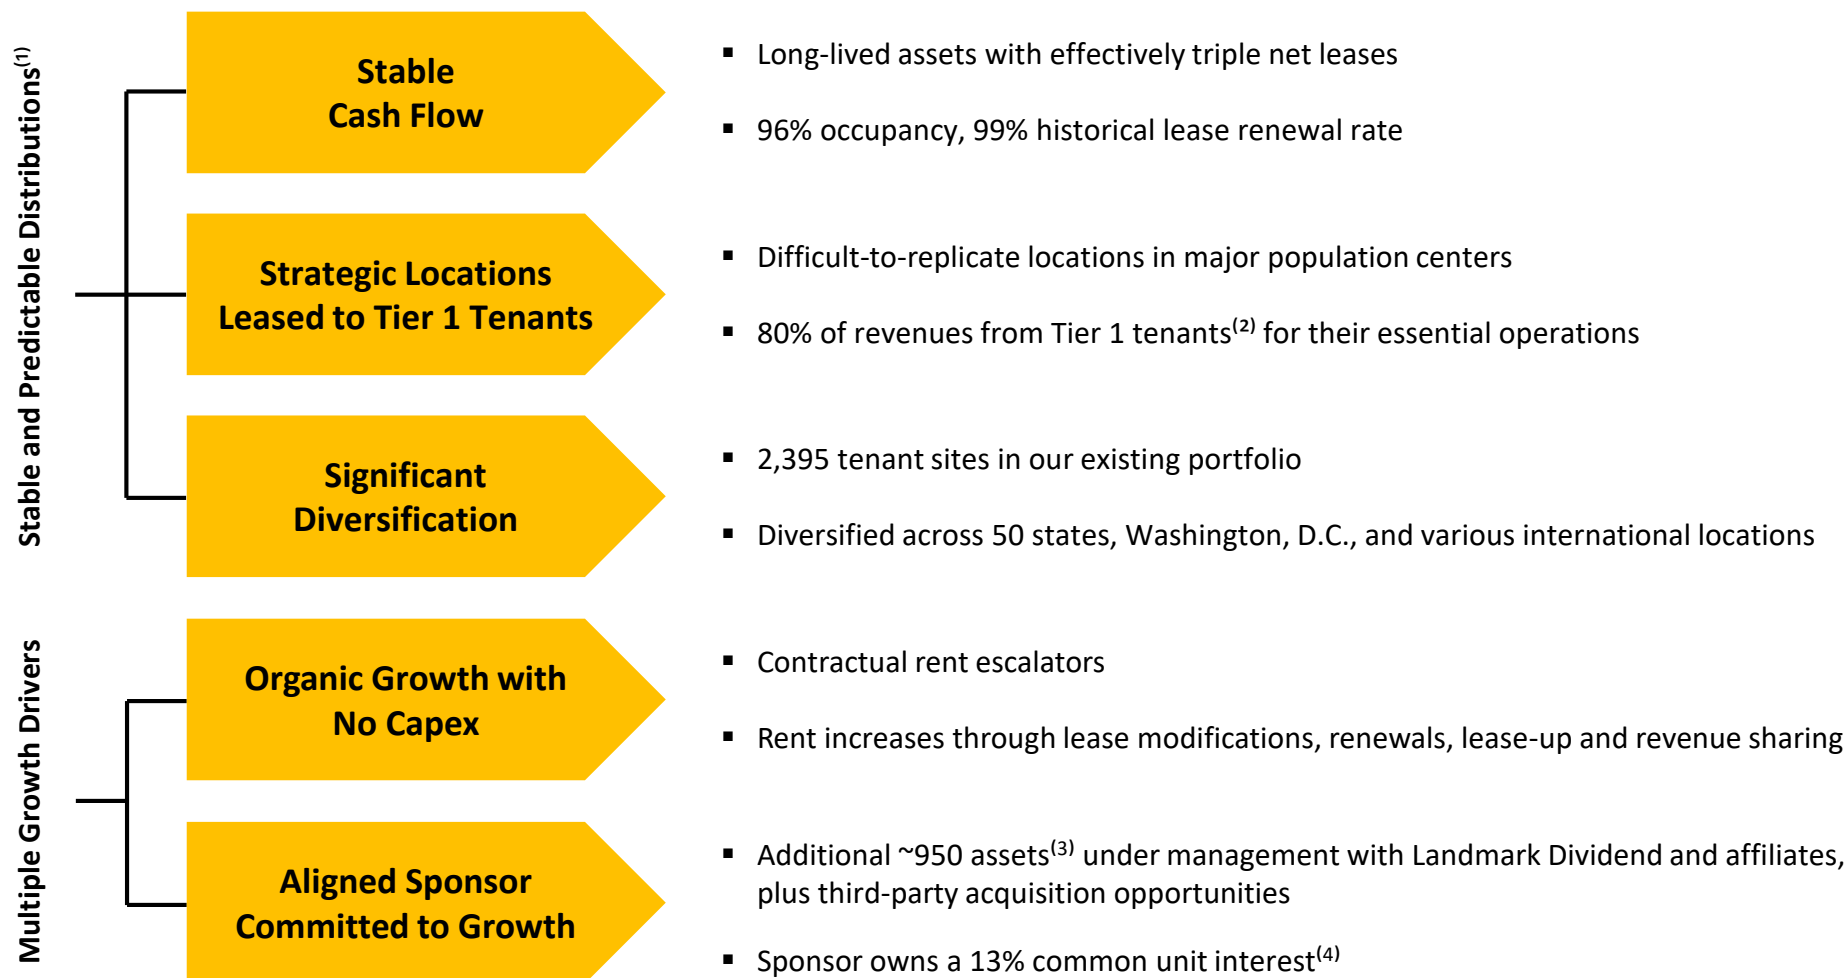 Stable and Predictable Distributions(1)
Stable
Cash Flow
▪ Long-lived assets with effectively triple net leases
▪ 96% occupancy, 99% historical lease renewal rate
Strategic Locations
Leased to Tier 1 Tenants
▪ Difficult-to-replicate locations in major population centers
▪ 80% of revenues from Tier 1 tenants(2) for their essential operations
Significant
Diversification
▪ 2,395 tenant sites in our existing portfolio
▪ Diversified across 50 states, Washington, D.C., and various international locations
Multiple Growth Drivers
Organic Growth with
No Capex
▪ Contractual rent escalators
▪ Rent increases through lease modifications, renewals, lease-up and revenue sharing
Aligned Sponsor
Committed to Growth
▪ Additional ~950 assets(3) under management with Landmark Dividend and affiliates,
plus third-party acquisition opportunities
▪ Sponsor owns a 13% common unit interest(4)